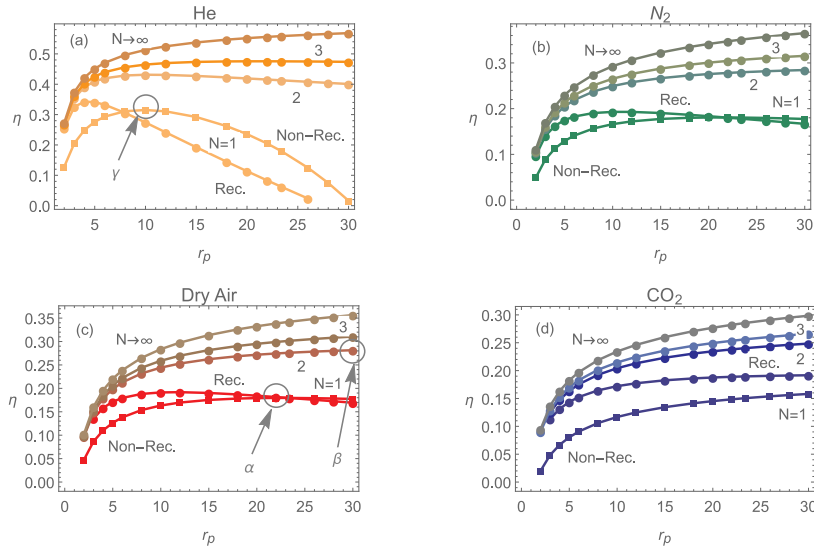 He
(a)
N→∞
3
2
N=1
Non-Rec.
Rec.
γ
η
0.5
0.4
0.3
0.2
0.1
0.0
5 10 15 20 25 30
r_p
N₂
(b)
N→∞
3
2
Rec.
N=1
Non-Rec.
η
0.3
0.2
0.1
0.0
0 5 10 15 20 25 30
r_p
Dry Air
(c)
N→∞
3
2
Rec.
N=1
Non-Rec.
α
β
η
0.35
0.30
0.25
0.20
0.15
0.10
0.05
0.00
0 5 10 15 20 25 30
r_p
CO₂
(d)
N→∞
3
2
Rec.
N=1
Non-Rec.
η
0.30
0.25
0.20
0.15
0.10
0.05
0.00
0 5 10 15 20 25 30
r_p